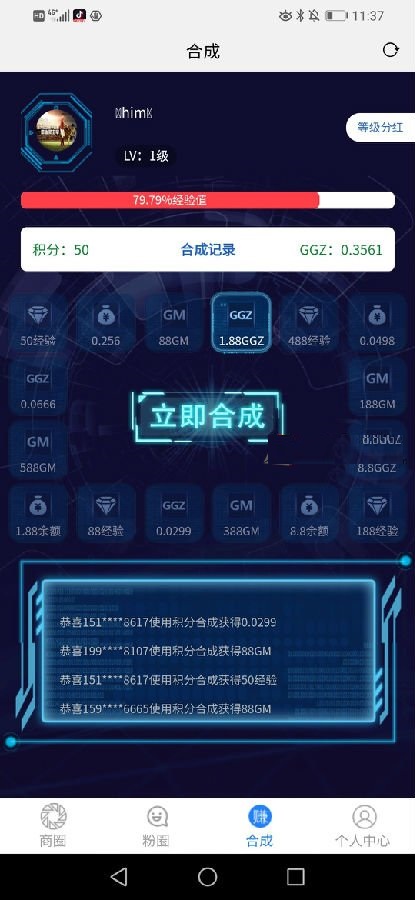 HD 4G 11:37
合成
him
等级分红
LV：1级
79.79%经验值
积分：50 合成记录 GGZ：0.3561
GM GGZ
50经验 0.256 88GM 1.88GGZ 488经验 0.0498
GGZ GM
0.0666 188GM
立即合成
GM 8.8GGZ
588GM 8.8GGZ
GGZ GM
1.88余额 88经验 0.0299 388GM 8.8余额 188经验
恭喜151****8617使用积分合成获得0.0299
恭喜199****8107使用积分合成获得88GM
恭喜151****8617使用积分合成获得50经验
恭喜159****6665使用积分合成获得88GM
赚
商圈 粉圈 合成 个人中心